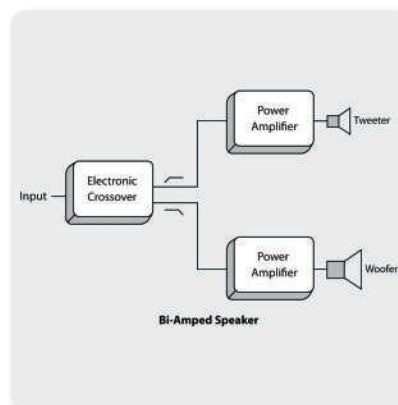 Power
Amplifier
Tweeter
Electronic
Crossover
Input
Power
Amplifier
Woofer
Bi-Amped Speaker